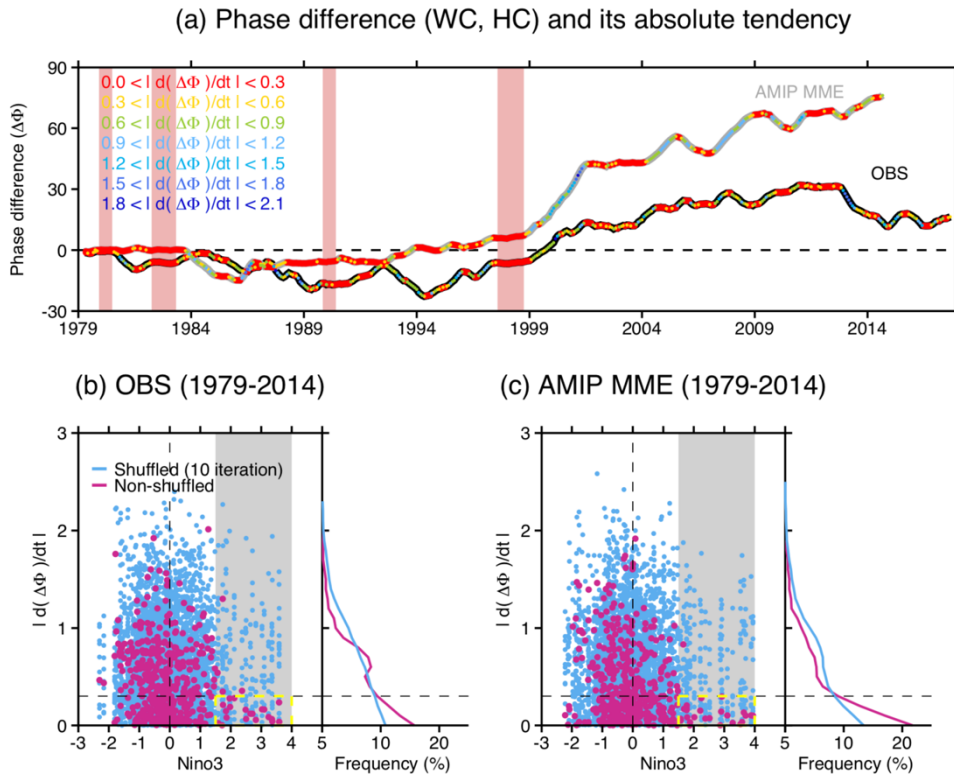 (a) Phase difference (WC, HC) and its absolute tendency
Phase difference (ΔΦ)
90
60
30
0
-30
0.0 < | d( ΔΦ )/dt | < 0.3
0.3 < | d( ΔΦ )/dt | < 0.6
0.6 < | d( ΔΦ )/dt | < 0.9
0.9 < | d( ΔΦ )/dt | < 1.2
1.2 < | d( ΔΦ )/dt | < 1.5
1.5 < | d( ΔΦ )/dt | < 1.8
1.8 < | d( ΔΦ )/dt | < 2.1
AMIP MME
OBS
1979 1984 1989 1994 1999 2004 2009 2014
(b) OBS (1979-2014)
| d( ΔΦ )/dt |
3
2
1
0
Shuffled (10 iteration)
Non-shuffled
-3 -2 -1 0 1 2 3 4
Nino3
5 10 20
Frequency (%)
(c) AMIP MME (1979-2014)
| d( ΔΦ )/dt |
3
2
1
0
-3 -2 -1 0 1 2 3 4
Nino3
5 10 20
Frequency (%)